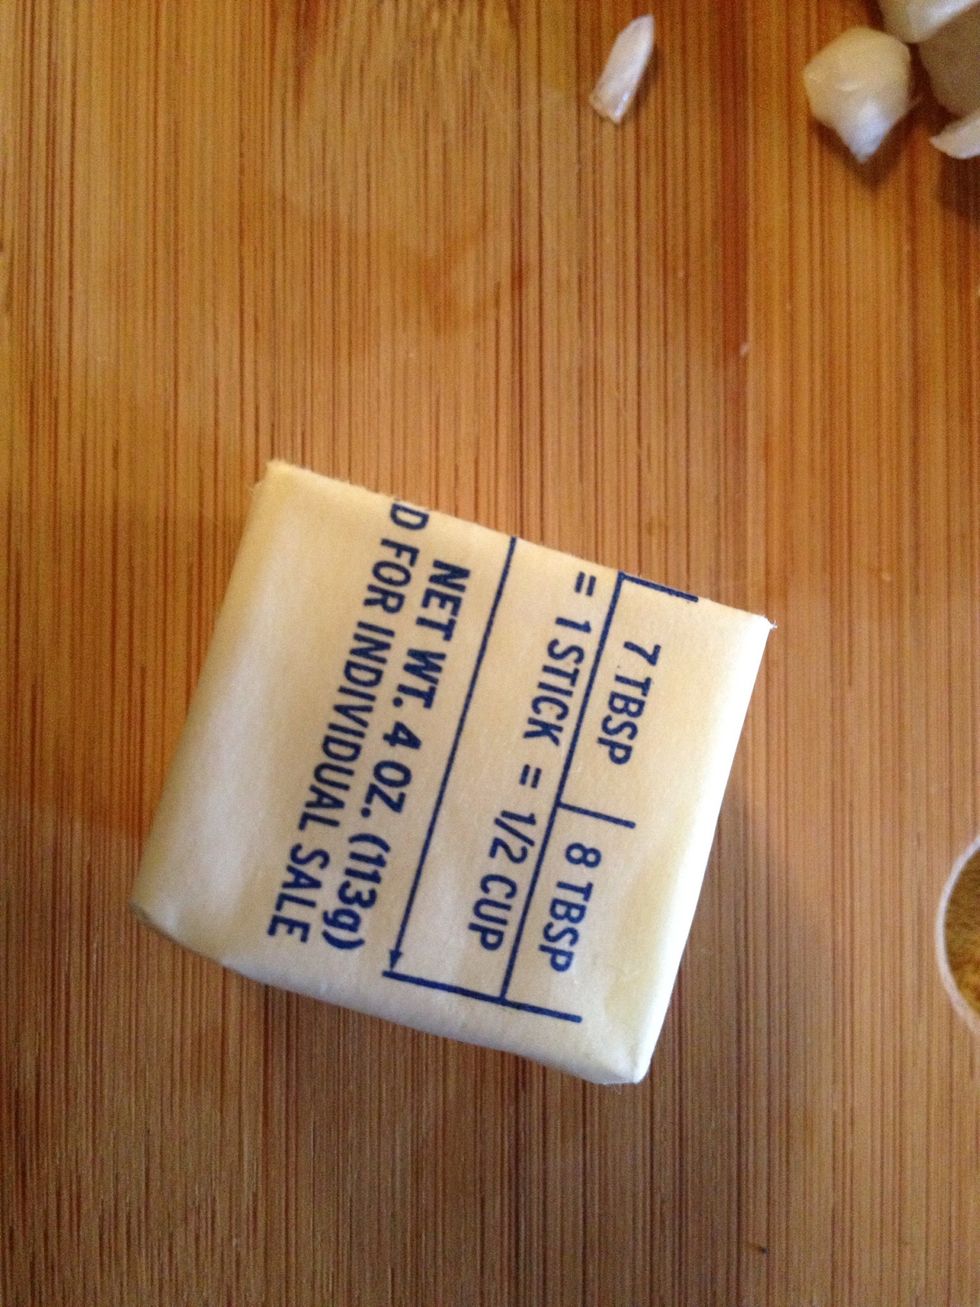 7 TBSP 8 TBSP
= 1 STICK = 1/2 CUP
NET WT. 4 OZ. (113g)
D FOR INDIVIDUAL SALE